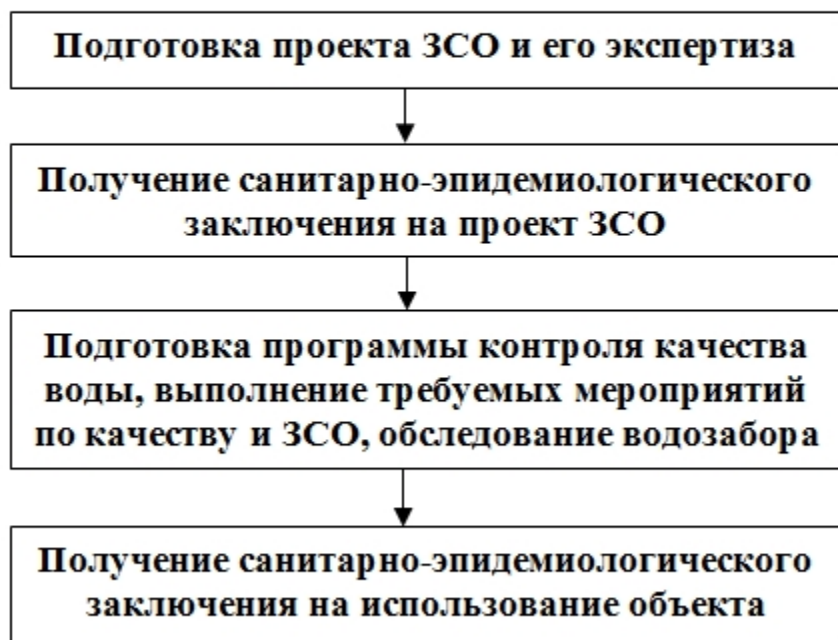 Подготовка проекта ЗСО и его экспертиза
Получение санитарно-эпидемиологического
заключения на проект ЗСО
Подготовка программы контроля качества
воды, выполнение требуемых мероприятий
по качеству и ЗСО, обследование водозабора
Получение санитарно-эпидемиологического
заключения на использование объекта